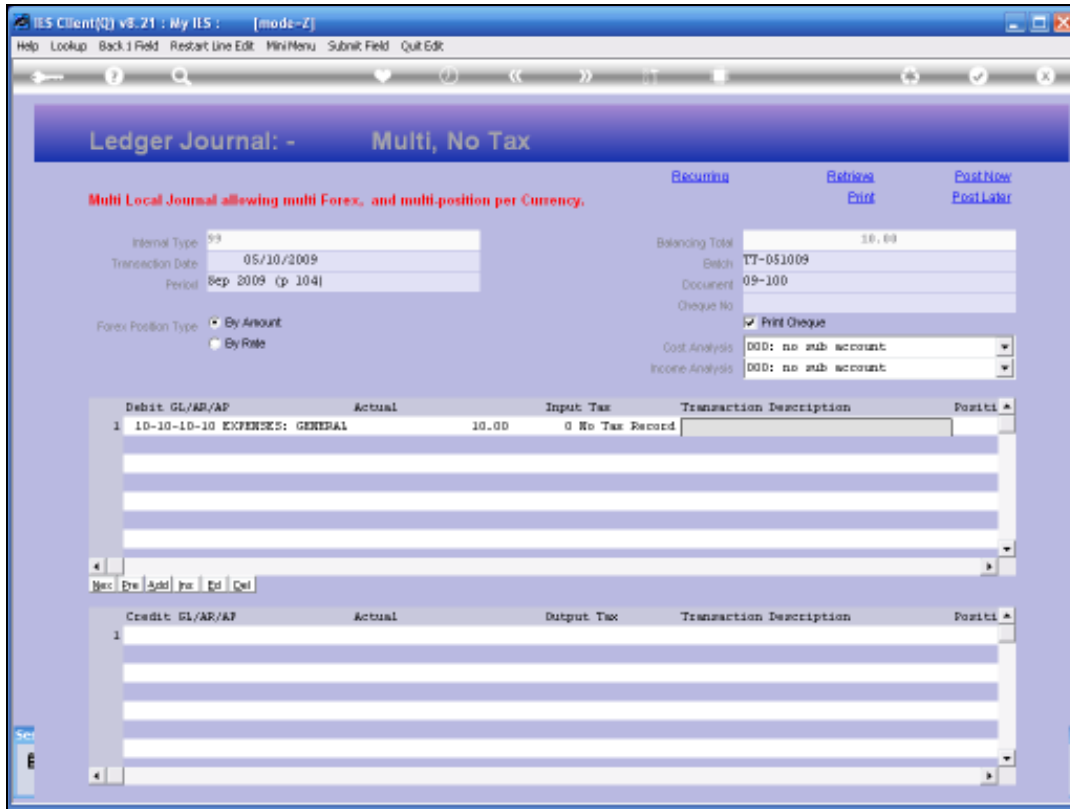 IES Client(Q) v8.21 : My IES : [mode-Z]
Help Lookup Back 1 Field Restart Line Edit MiniMenu Submit Field Quit Edit
Ledger Journal: - Multi, No Tax
Recurring Retrieve Post Now
Multi Local Journal allowing multi Forex, and multi-position per Currency. Print Post Later
Internal Type 99 Balancing Total 10.00
Transaction Date 05/10/2009 Batch TT-051009
Period Sep 2009 (p 104) Document 09-100
Cheque No
Forex Position Type By Amount Print Cheque
By Rate Cost Analysis 000: no sub account
Income Analysis 000: no sub account
Debit GL/AR/AP Actual Input Tax Transaction Description Positi
1 10-10-10-10 EXPENSES: GENERAL 10.00 0 No Tax Record
Nex Pre Add Ins Ed Del
Credit GL/AR/AP Actual Output Tax Transaction Description Positi
1
Se